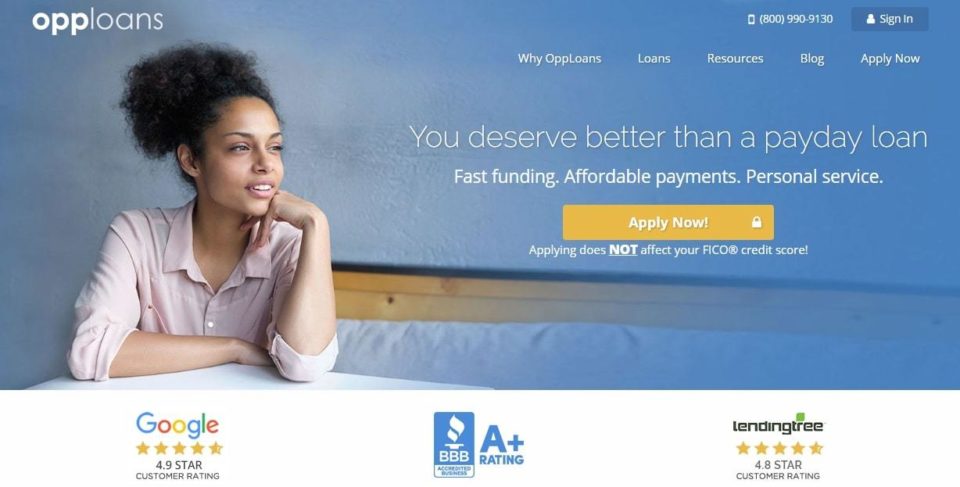 opploans
(800) 990-9130
Sign In
Why OppLoans
Loans
Resources
Blog
Apply Now
You deserve better than a payday loan
Fast funding. Affordable payments. Personal service.
Apply Now!
Applying does NOT affect your FICO® credit score!
Google
4.9 STAR
CUSTOMER RATING
BBB
ACCREDITED
BUSINESS
A+
RATING
lendingtree
4.8 STAR
CUSTOMER RATING